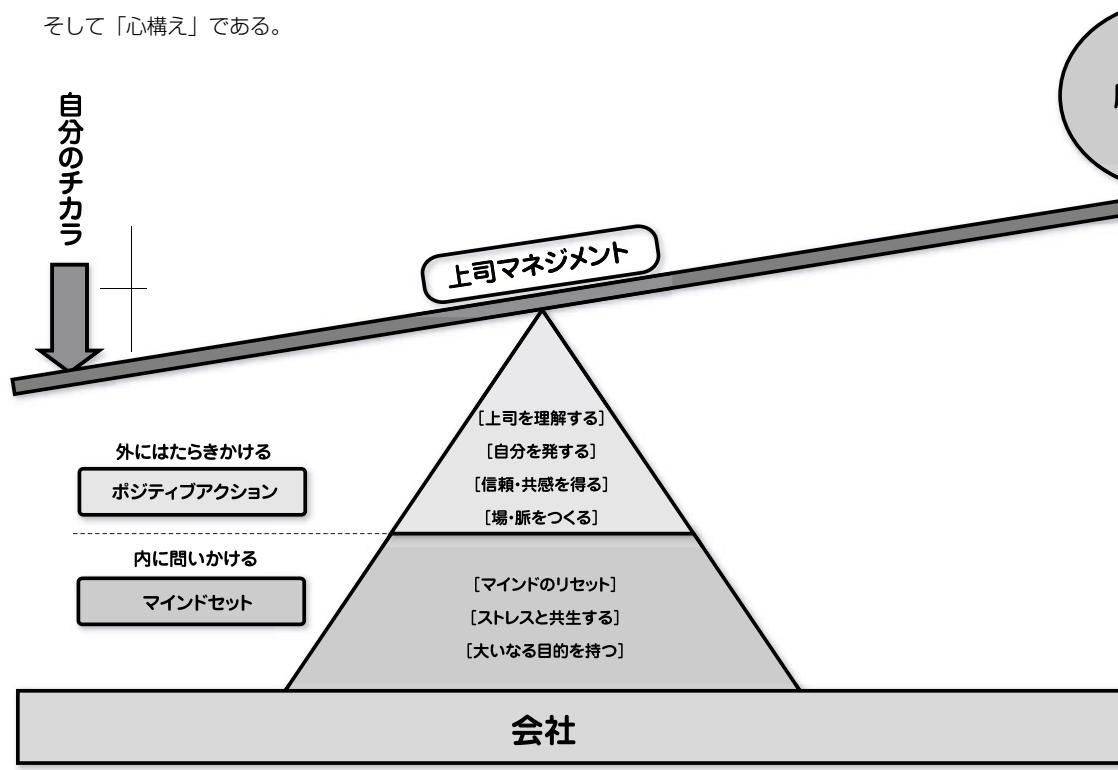 そして「心構え」である。
自分のチカラ
上司マネジメント
[上司を理解する]
[自分を発する]
[信頼・共感を得る]
[場・脈をつくる]
外にはたらきかける
ポジティブアクション
内に問いかける
マインドセット
[マインドのリセット]
[ストレスと共生する]
[大いなる目的を持つ]
会社